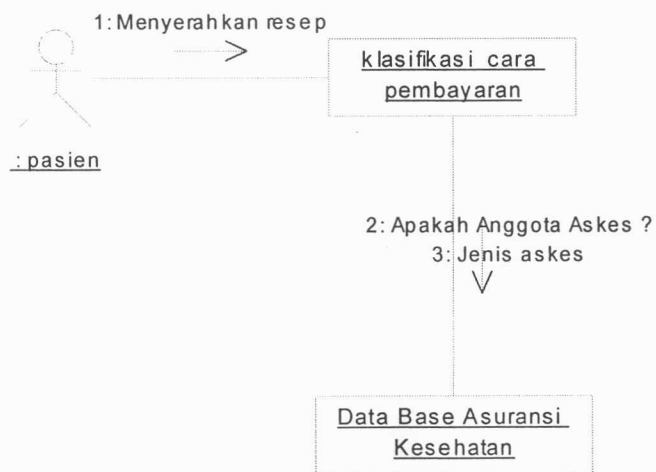 1: Menyerahkan resep
klasifikasi cara
pembayaran
: pasien
2: Apakah Anggota Askes ?
3: Jenis askes
Data Base Asuransi
Kesehatan